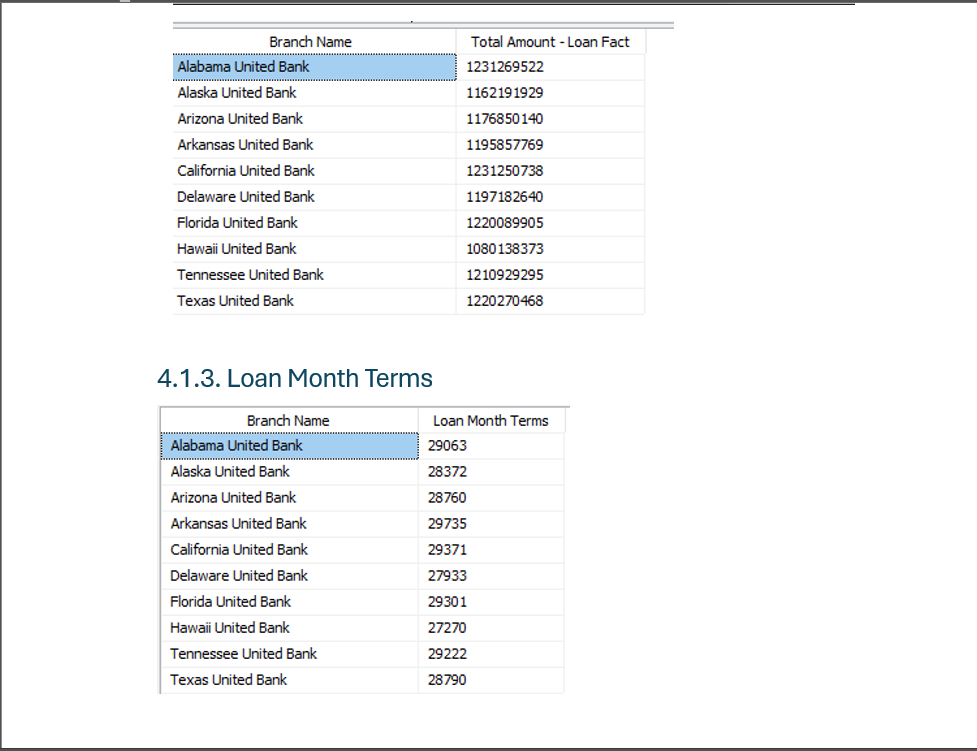 Branch Name Total Amount - Loan Fact
Alabama United Bank 1231269522
Alaska United Bank 1162191929
Arizona United Bank 1176850140
Arkansas United Bank 1195857769
California United Bank 1231250738
Delaware United Bank 1197182640
Florida United Bank 1220089905
Hawaii United Bank 1080138373
Tennessee United Bank 1210929295
Texas United Bank 1220270468
4.1.3. Loan Month Terms
Branch Name Loan Month Terms
Alabama United Bank 29063
Alaska United Bank 28372
Arizona United Bank 28760
Arkansas United Bank 29735
California United Bank 29371
Delaware United Bank 27933
Florida United Bank 29301
Hawaii United Bank 27270
Tennessee United Bank 29222
Texas United Bank 28790